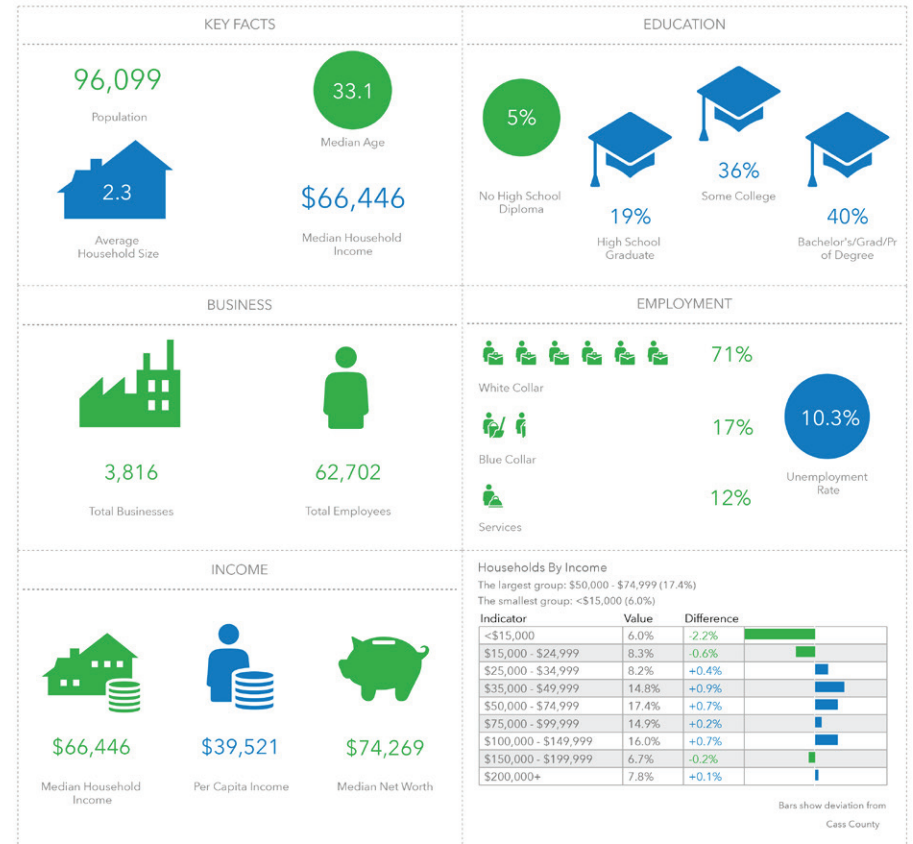 KEY FACTS
96,099
Population
33.1
Median Age
2.3
Average
Household Size
$66,446
Median Household
Income
EDUCATION
5%
No High School
Diploma
19%
High School
Graduate
36%
Some College
40%
Bachelor's/Grad/Pr
of Degree
BUSINESS
3,816
Total Businesses
62,702
Total Employees
EMPLOYMENT
71%
White Collar
17%
Blue Collar
12%
Services
10.3%
Unemployment
Rate
INCOME
$66,446
Median Household
Income
$39,521
Per Capita Income
$74,269
Median Net Worth
Households By Income
The largest group: $50,000 - $74,999 (17.4%)
The smallest group: <$15,000 (6.0%)
Indicator Value Difference
<$15,000 6.0% -2.2%
$15,000 - $24,999 8.3% -0.6%
$25,000 - $34,999 8.2% +0.4%
$35,000 - $49,999 14.8% +0.9%
$50,000 - $74,999 17.4% +0.7%
$75,000 - $99,999 14.9% +0.2%
$100,000 - $149,999 16.0% +0.7%
$150,000 - $199,999 6.7% -0.2%
$200,000+ 7.8% +0.1%
Bars show deviation from
Cass County